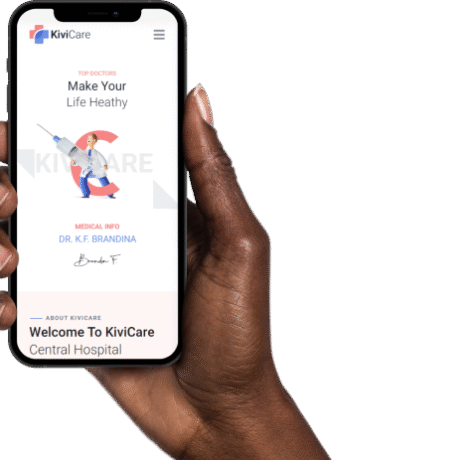 KiviCare
TOP DOCTORS
Make Your
Life Heathy
KIVICARE
MEDICAL INFO
DR. K.F. BRANDINA
Brandin F.
ABOUT KIVICARE
Welcome To KiviCare
Central Hospital